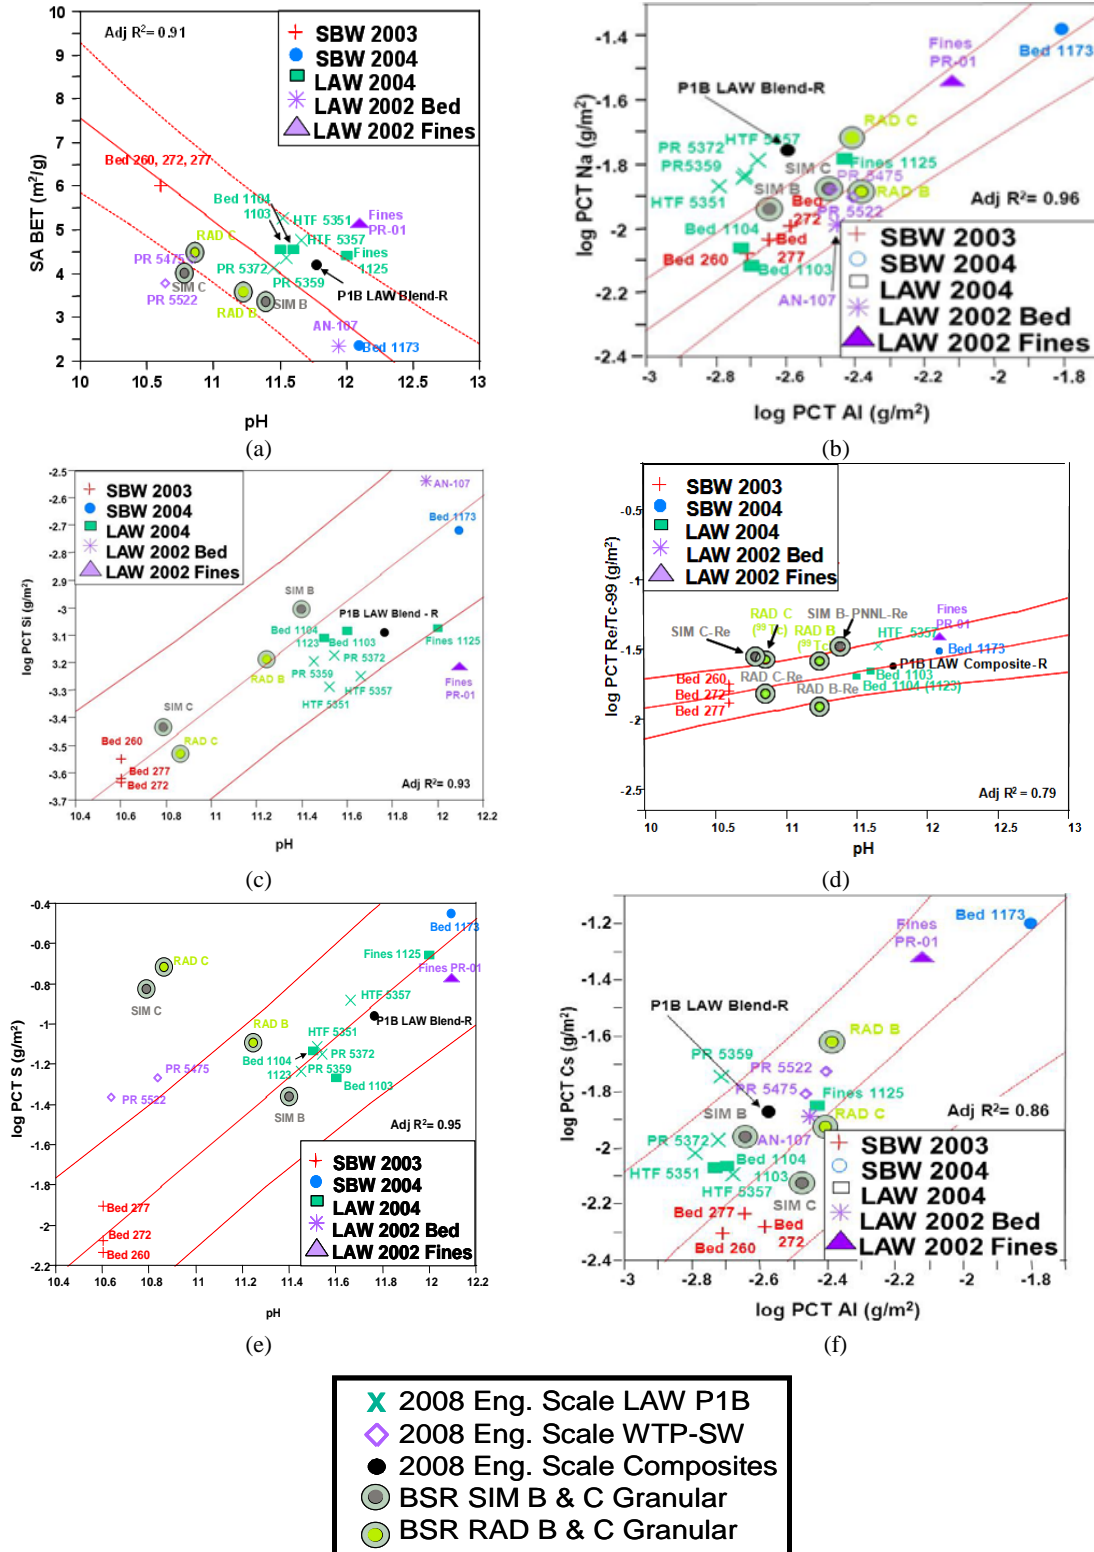 Adj R²= 0.91
SBW 2003
SBW 2004
LAW 2004
LAW 2002 Bed
LAW 2002 Fines
SA BET (m²/g)
10
9
8
7
6
5
4
3
2
Bed 260, 272, 277
Bed 1104
1103
HTF 5351
HTF 5357
Fines
PR-01
RAD C
PR 5475
SIM C
PR 5522
PR 5372
PR 5359
Fines
1125
P1B LAW Blend-R
RAD B
SIM B
AN-107
Bed 1173
10 10.5 11 11.5 12 12.5 13
pH
(a)
log PCT Na (g/m²)
-1.4
-1.6
-1.8
-2
-2.2
-2.4
Fines
PR-01
Bed 1173
P1B LAW Blend-R
RAD C
HTF 5357
PR 5372
PR5359
HTF 5351
SIM C
Fines 1125
PR 5475
SIM B
RAD B
Adj R²= 0.96
Bed
272
PR 5522
Bed 1104
Bed 260
Bed
277
Bed 1103
AN-107
SBW 2003
SBW 2004
LAW 2004
LAW 2002 Bed
LAW 2002 Fines
-3 -2.8 -2.6 -2.4 -2.2 -2 -1.8
log PCT Al (g/m²)
(b)
log PCT Si (g/m²)
-2.5
-2.6
-2.7
-2.8
-2.9
-3
-3.1
-3.2
-3.3
-3.4
-3.5
-3.6
-3.7
SBW 2003
SBW 2004
LAW 2004
LAW 2002 Bed
LAW 2002 Fines
AN-107
Bed 1173
SIM B
P1B LAW Blend - R
Bed 1104
1123
Bed 1103
Fines 1125
PR 5372
RAD B
PR 5359
HTF 5357
HTF 5351
Fines
PR-01
SIM C
Bed 260
RAD C
Bed 277
Bed 272
Adj R²= 0.93
10.4 10.6 10.8 11 11.2 11.4 11.6 11.8 12 12.2
pH
(c)
log PCT Re/Tc-99 (g/m²)
-0.5
-1
-1.5
-2
-2.5
SBW 2003
SBW 2004
LAW 2004
LAW 2002 Bed
LAW 2002 Fines
RAD C
(⁹⁹Tc)
SIM B-PNNL-Re
Fines
PR-01
SIM C-Re
RAD B
(⁹⁹Tc)
HTF 5357
Bed 1173
Bed 260
Bed 272
Bed 277
RAD C-Re
RAD B-Re
P1B LAW Composite-R
Bed 1103
Bed 1104 (1123)
Adj R² = 0.79
10 11 11 12 12 13 13
pH
(d)
log PCT S (g/m²)
-0.4
-0.6
-0.8
-1
-1.2
-1.4
-1.6
-1.8
-2
-2.2
Bed 1173
Fines 1125
RAD C
Fines PR-01
SIM C
HTF 5357
P1B LAW Blend-R
RAD B
HTF 5351
Bed 1104
1123
PR 5372
PR 5359
Bed 1103
PR 5475
PR 5522
SIM B
Adj R²= 0.95
SBW 2003
SBW 2004
LAW 2004
LAW 2002 Bed
LAW 2002 Fines
Bed 277
Bed 272
Bed 260
10.4 10.6 10.8 11 11.2 11.4 11.6 11.8 12 12.2
pH
(e)
log PCT Cs (g/m²)
-1.2
-1.4
-1.6
-1.8
-2
-2.2
-2.4
Bed 1173
Fines
PR-01
P1B LAW Blend-R
RAD B
PR 5359
PR 5522
PR 5475
Fines 1125
SIM B
Adj R²= 0.86
RAD C
PR 5372
AN-107
HTF 5351
Bed 1104
1103
HTF 5357
SIM C
Bed 277
Bed
272
Bed 260
SBW 2003
SBW 2004
LAW 2004
LAW 2002 Bed
LAW 2002 Fines
-3 -2.8 -2.6 -2.4 -2.2 -2 -1.8
log PCT Al (g/m²)
(f)
2008 Eng. Scale LAW P1B
2008 Eng. Scale WTP-SW
2008 Eng. Scale Composites
BSR SIM B & C Granular
BSR RAD B & C Granular